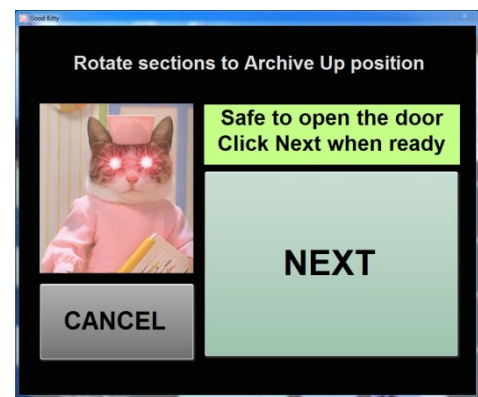 Good Kitty
Rotate sections to Archive Up position
Safe to open the door
Click Next when ready
NEXT
CANCEL